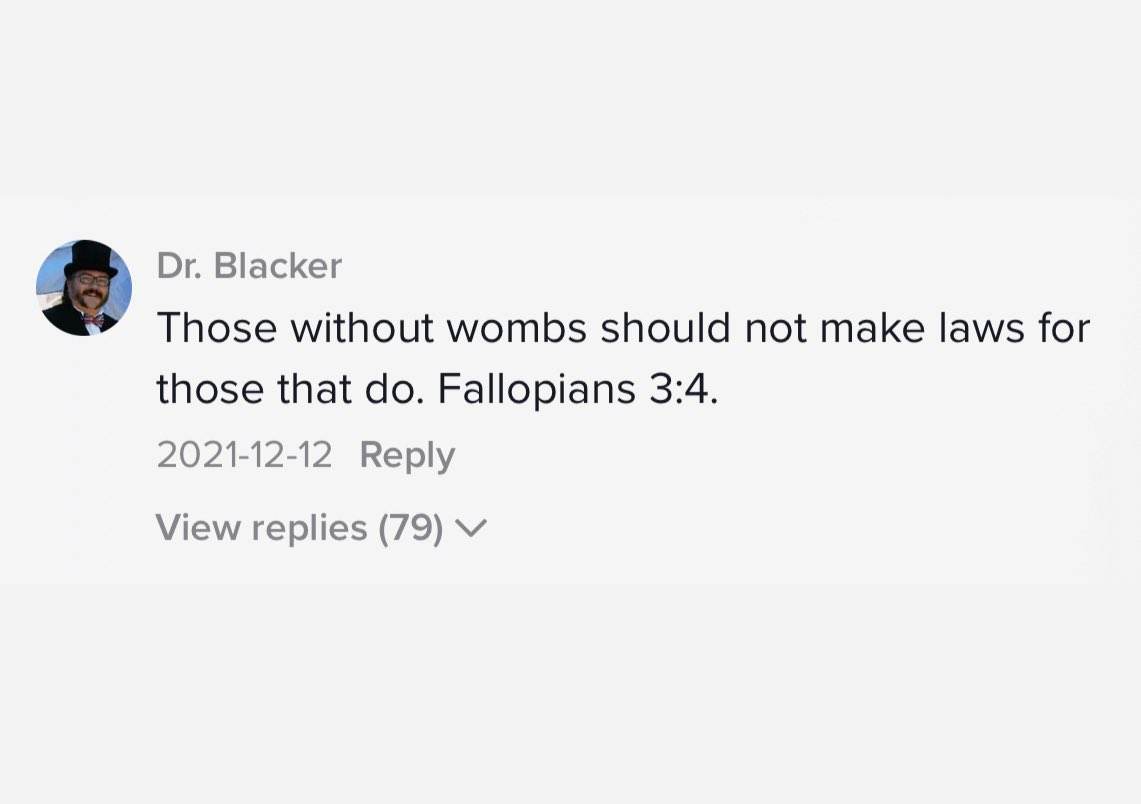 Dr. Blacker
Those without wombs should not make laws for
those that do. Fallopians 3:4.
2021-12-12 Reply
View replies (79)